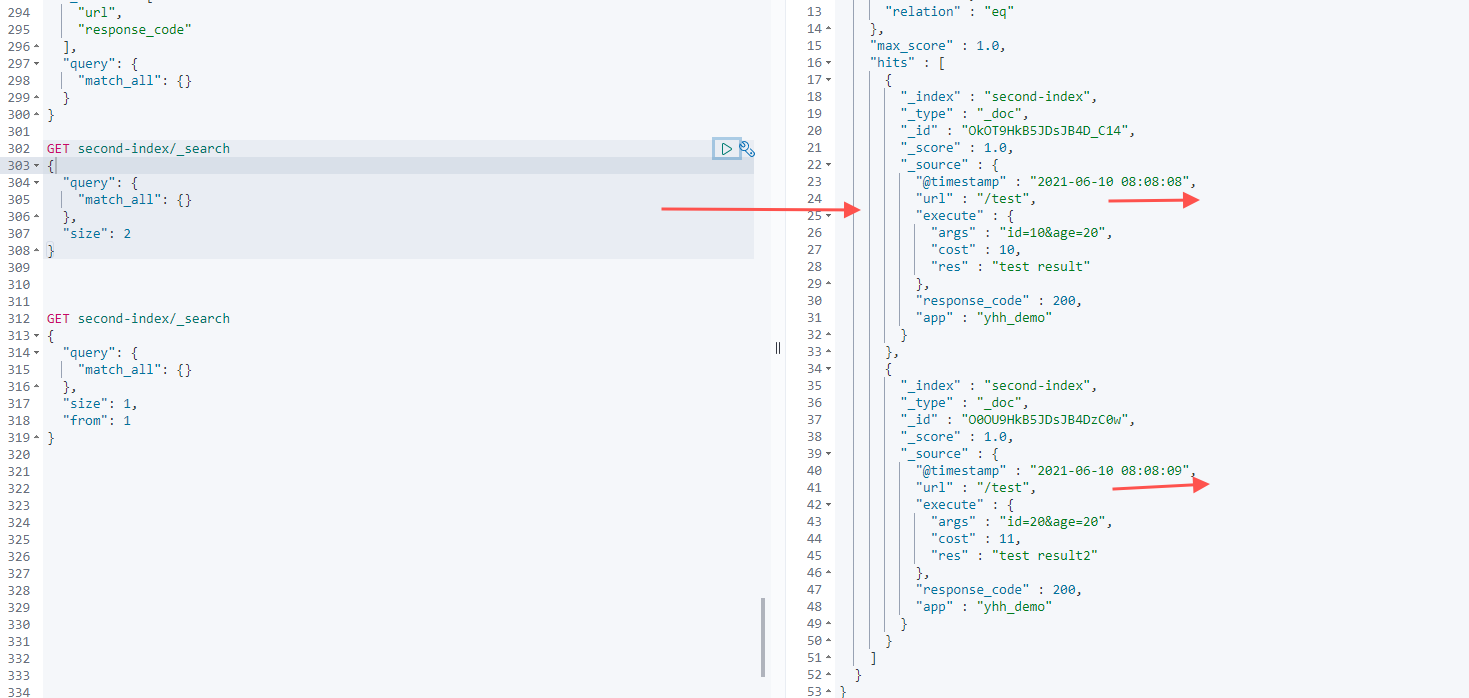 294
295
296
297
298
299
300
301
302
303
304
305
306
307
308
309
310
311
312
313
314
315
316
317
318
319
320
321
322
323
324
325
326
327
328
329
330
331
332
333
334
"url",
"response_code"
],
"query": {
"match_all": {}
}
}
GET second-index/_search
{
"query": {
"match_all": {}
},
"size": 2
}
GET second-index/_search
{
"query": {
"match_all": {}
},
"size": 1,
"from": 1
}
13 "relation" : "eq"
14 },
15 "max_score" : 1.0,
16 "hits" : [
17 {
18 "_index" : "second-index",
19 "_type" : "_doc",
20 "_id" : "OkOT9HkB5JDsJB4D_C14",
21 "_score" : 1.0,
22 "_source" : {
23 "@timestamp" : "2021-06-10 08:08:08",
24 "url" : "/test",
25 "execute" : {
26 "args" : "id=10&age=20",
27 "cost" : 10,
28 "res" : "test result"
29 },
30 "response_code" : 200,
31 "app" : "yhh_demo"
32 }
33 },
34 {
35 "_index" : "second-index",
36 "_type" : "_doc",
37 "_id" : "O0OU9HkB5JDsJB4DzC0w",
38 "_score" : 1.0,
39 "_source" : {
40 "@timestamp" : "2021-06-10 08:08:09",
41 "url" : "/test",
42 "execute" : {
43 "args" : "id=20&age=20",
44 "cost" : 11,
45 "res" : "test result2"
46 },
47 "response_code" : 200,
48 "app" : "yhh_demo"
49 }
50 }
51 ]
52 }
53 }